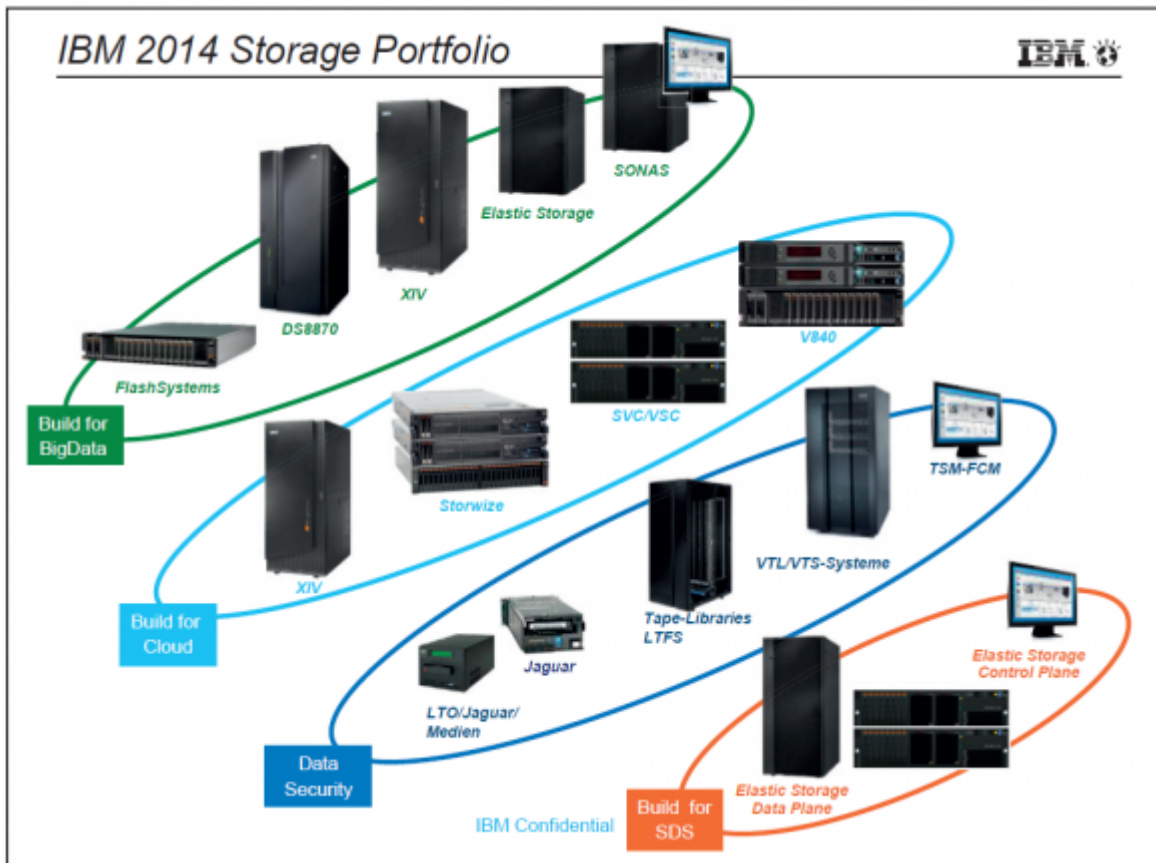 IBM 2014 Storage Portfolio
IBM
SONAS
Elastic Storage
XIV
DS8870
FlashSystems
Build for
BigData
V840
SVC/VSC
Storwize
XIV
Build for
Cloud
TSM-FCM
VTL/VTS-Systeme
Tape-Libraries
LTFS
Jaguar
LTO/Jaguar/
Medien
Data
Security
Elastic Storage
Control Plane
Elastic Storage
Data Plane
Build for
SDS
IBM Confidential